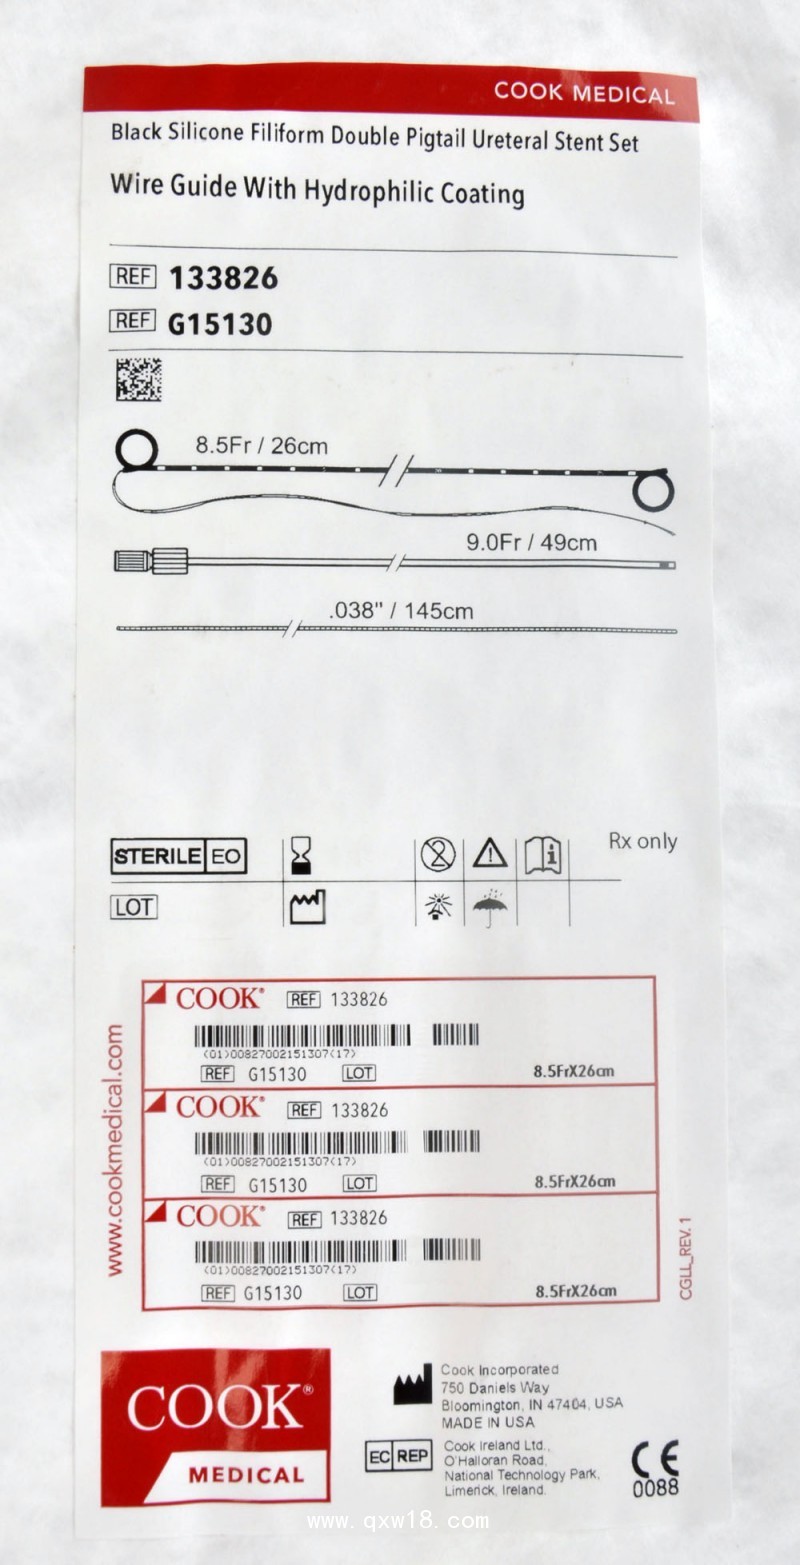 COOK MEDICAL
Black Silicone Filiform Double Pigtail Ureteral Stent Set
Wire Guide With Hydrophilic Coating
REF 133826
REF G15130
8.5Fr / 26cm
9.0Fr / 49cm
.038" / 145cm
STERILE EO
2
i
Rx only
LOT
www.cookmedical.com
COOK® REF 133826
(01)00827002151307(17)
REF G15130 LOT 8.5FrX26cm
COOK® REF 133826
(01)00827002151307(17)
REF G15130 LOT 8.5FrX26cm
COOK® REF 133826
(01)00827002151307(17)
REF G15130 LOT 8.5FrX26cm
CGLL_REV. 1
COOK®
MEDICAL
Cook Incorporated
750 Daniels Way
Bloomington, IN 47404, USA
MADE IN USA
EC REP
Cook Ireland Ltd.,
O'Halloran Road,
National Technology Park,
Limerick, Ireland.
CE
0088
www.qxw18.com